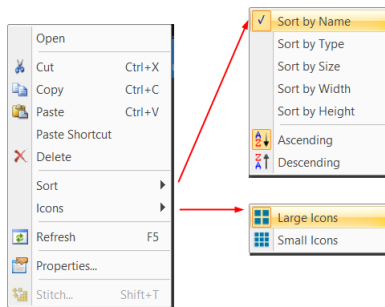 Open
Cut Ctrl+X
Copy Ctrl+C
Paste Ctrl+V
Paste Shortcut
Delete
Sort
Icons
Refresh F5
Properties...
Stitch... Shift+T
Sort by Name
Sort by Type
Sort by Size
Sort by Width
Sort by Height
Ascending
Descending
Large Icons
Small Icons